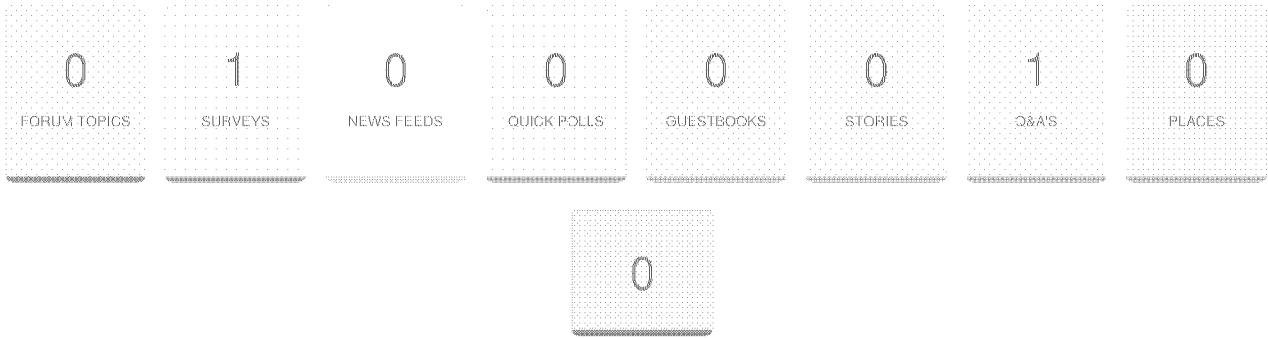 0 1 0 0 0 0 1 0
FORUM TOPICS SURVEYS NEWS FEEDS QUICK POLLS GUESTBOOKS STORIES Q&A'S PLACES
0